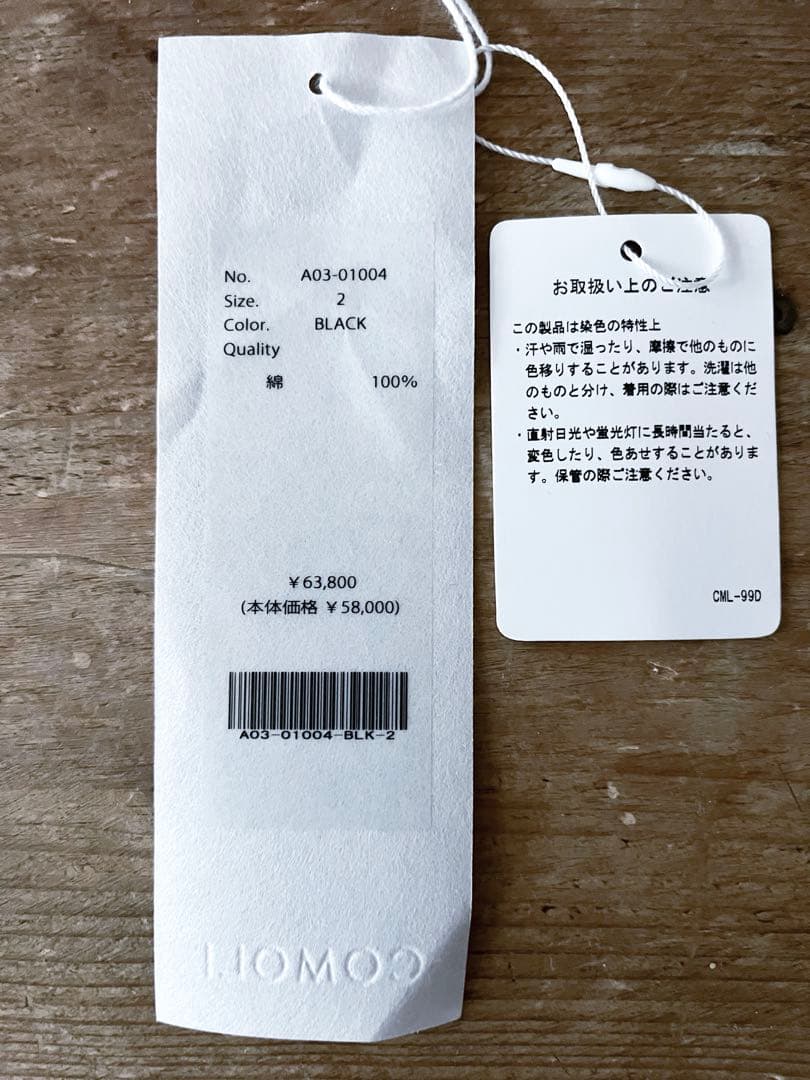 No. A03-01004
Size. 2
Color. BLACK
Quality
綿 100%
￥63,800
(本体価格 ￥58,000)
A03-01004-BLK-2
COMOLI
お取扱い上のご注意
この製品は染色の特性上
・汗や雨で湿ったり、摩擦で他のものに
色移りすることがあります。洗濯は他
のものと分け、着用の際はご注意くだ
さい。
・直射日光や蛍光灯に長時間当たると、
変色したり、色あせすることがありま
す。保管の際ご注意ください。
CML-99D